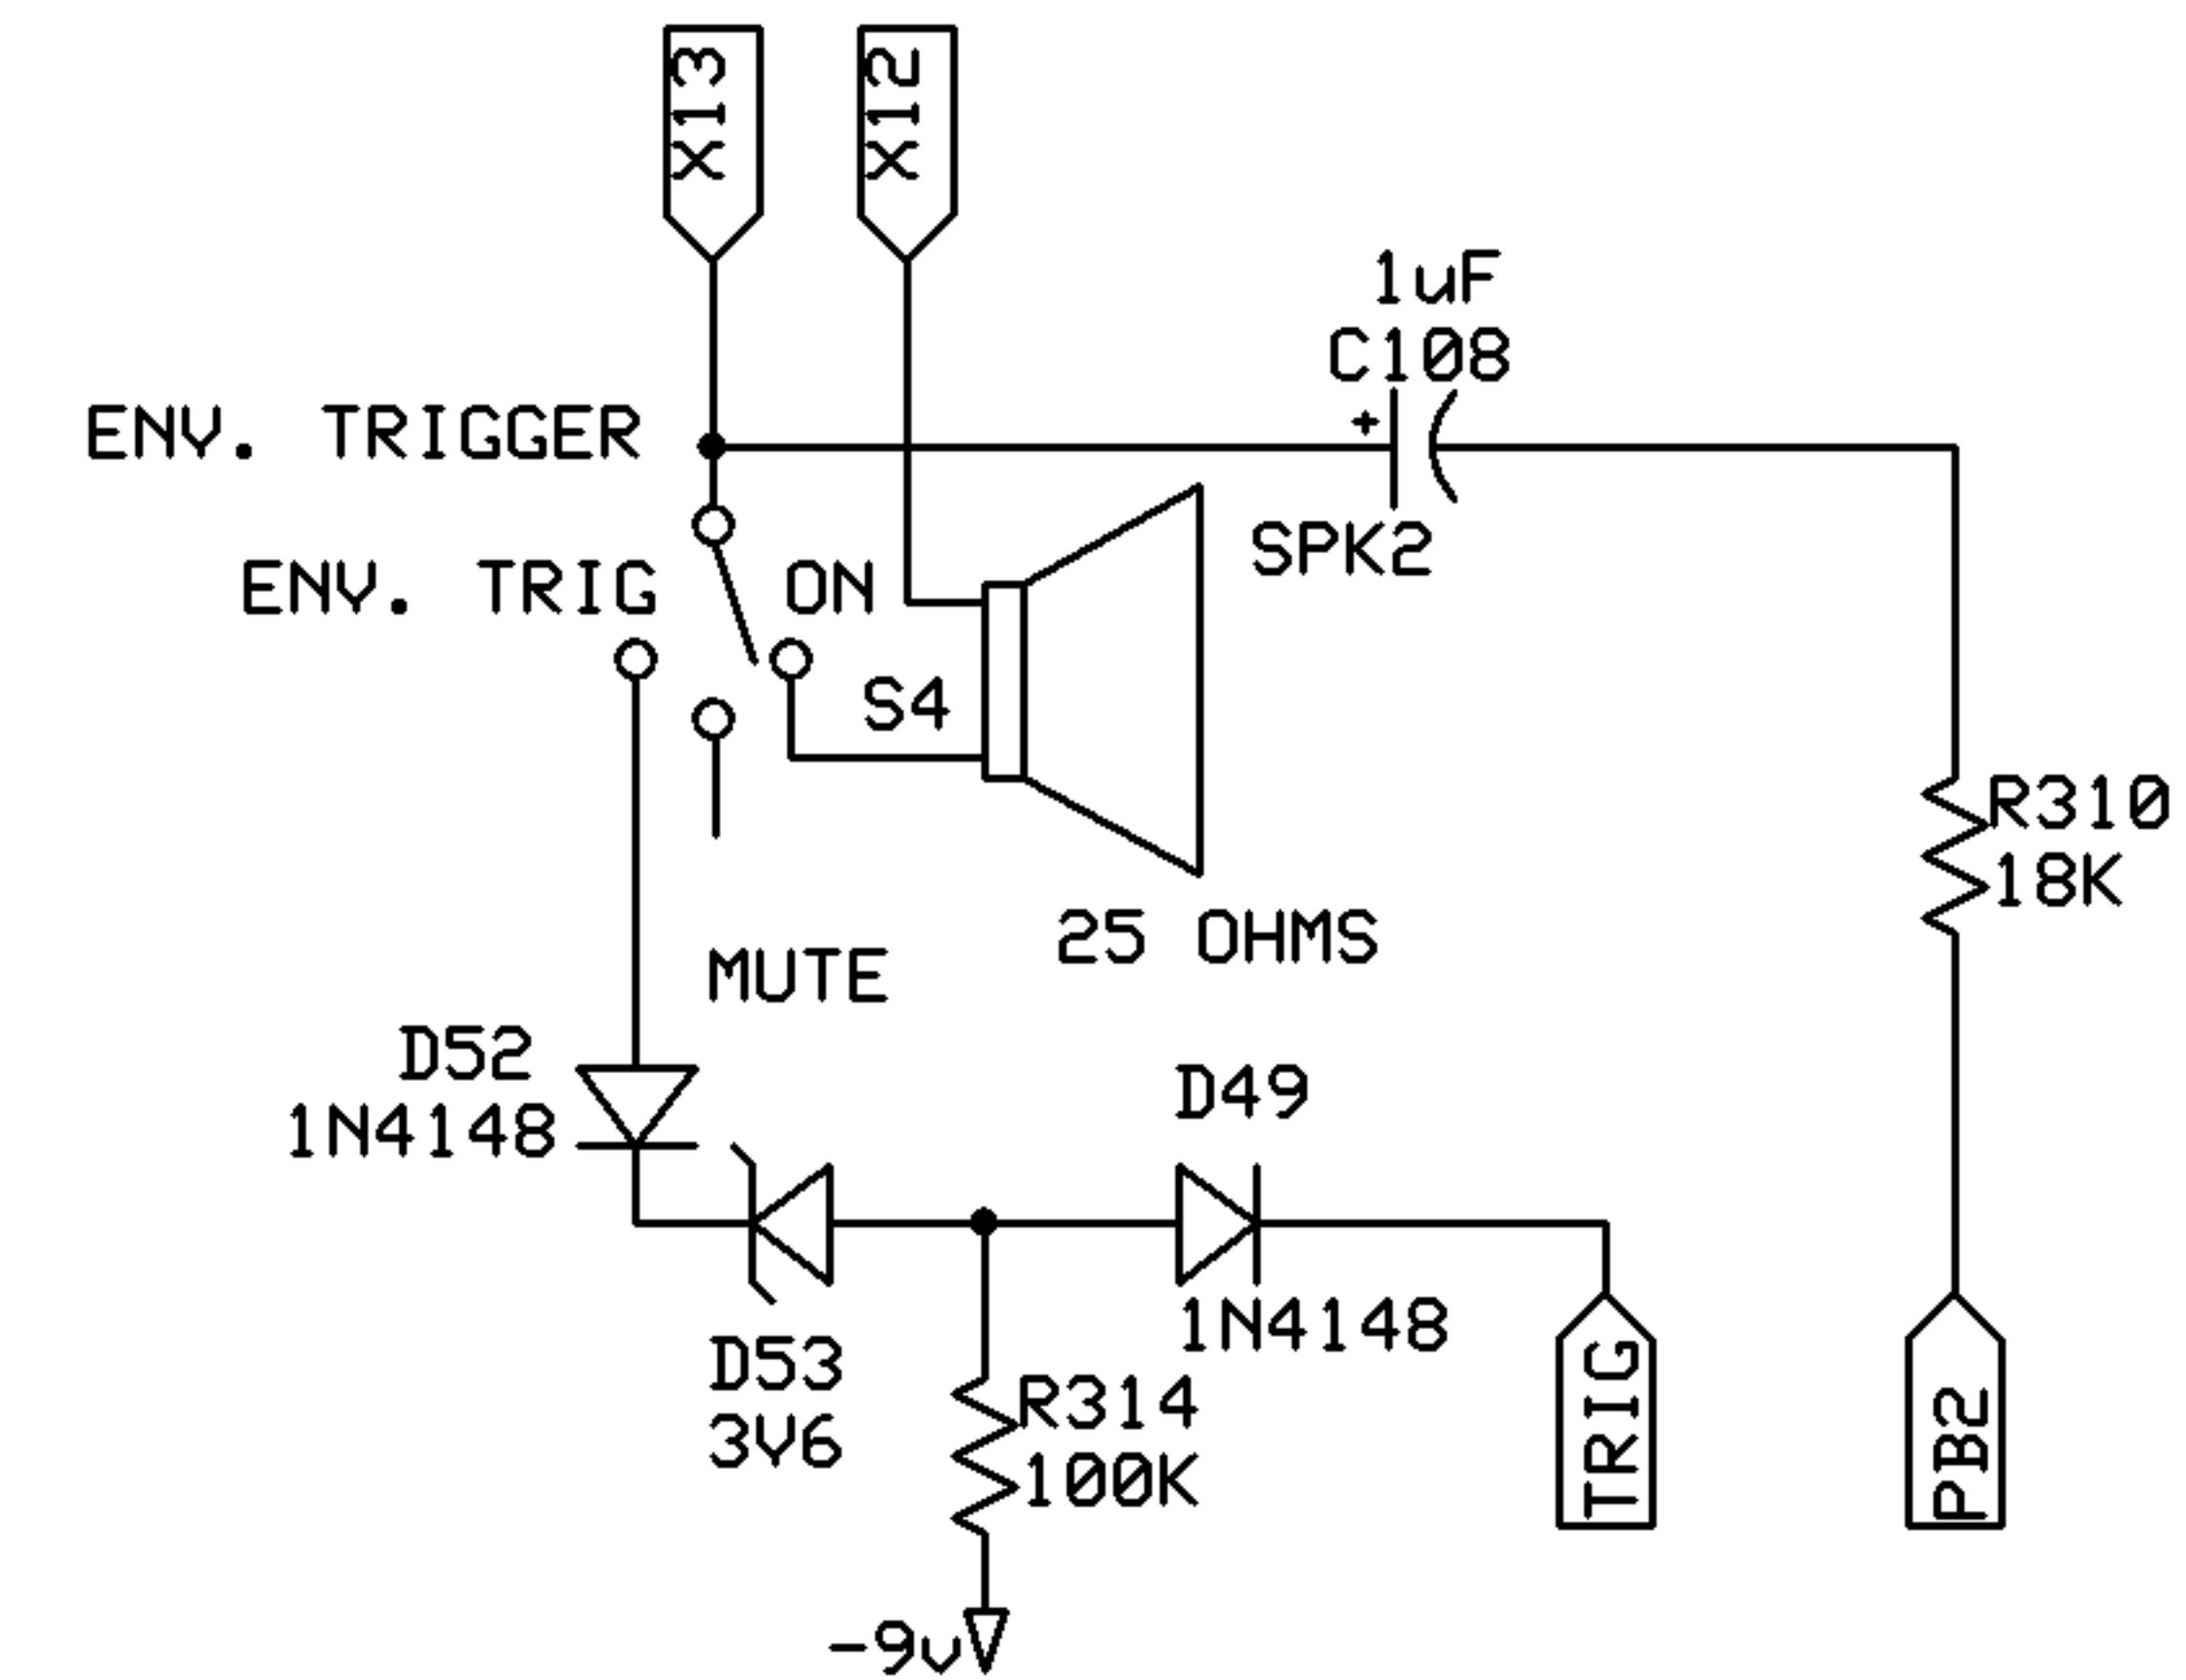 X13
X12
1uF
C108
+
ENV. TRIGGER
SPK2
ENV. TRIG
ON
S4
R310
18K
25 OHMS
MUTE
D52
1N4148
D49
1N4148
D53
3V6
R314
100K
TRIG
PB2
-9v